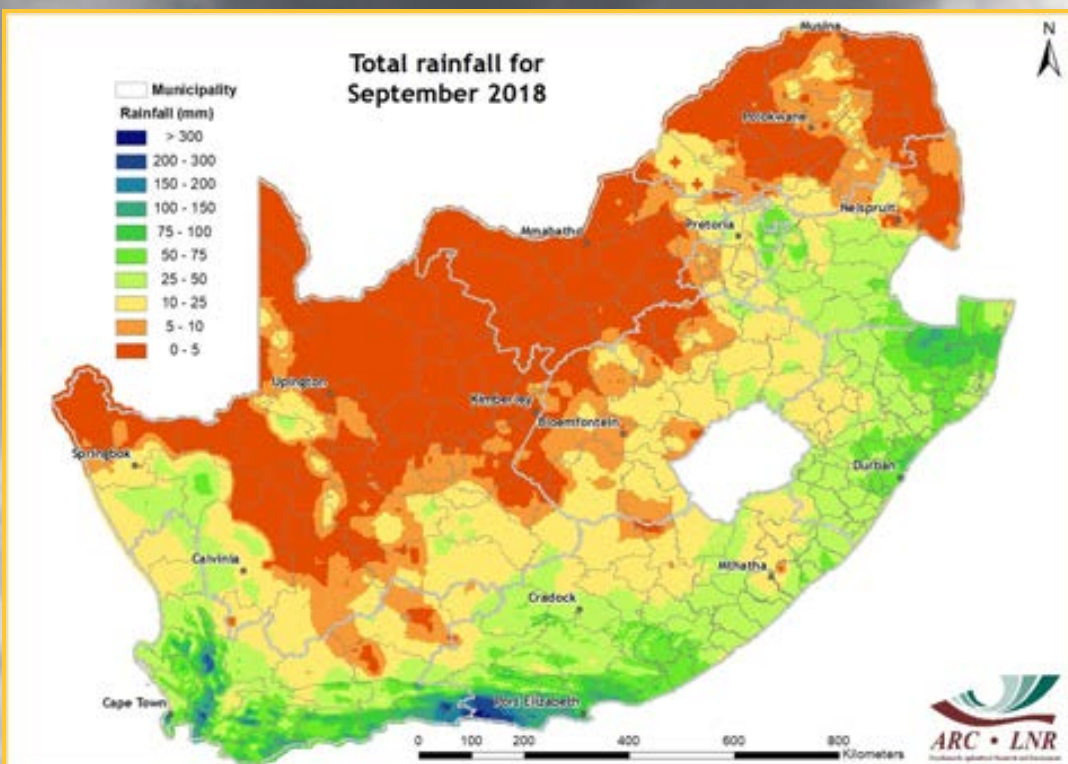 Total rainfall for
September 2018
N
Municipality
Rainfall (mm)
> 300
200 - 300
150 - 200
100 - 150
75 - 100
50 - 75
25 - 50
10 - 25
5 - 10
0 - 5
Musina
Polokwane
Nelspruit
Pretoria
Mmabatho
Upington
Kimberley
Bloemfontein
Springbok
Durban
Calvinia
Mthatha
Cradock
Cape Town
Port Elizabeth
0 100 200 400 600 800
Kilometers
ARC • LNR